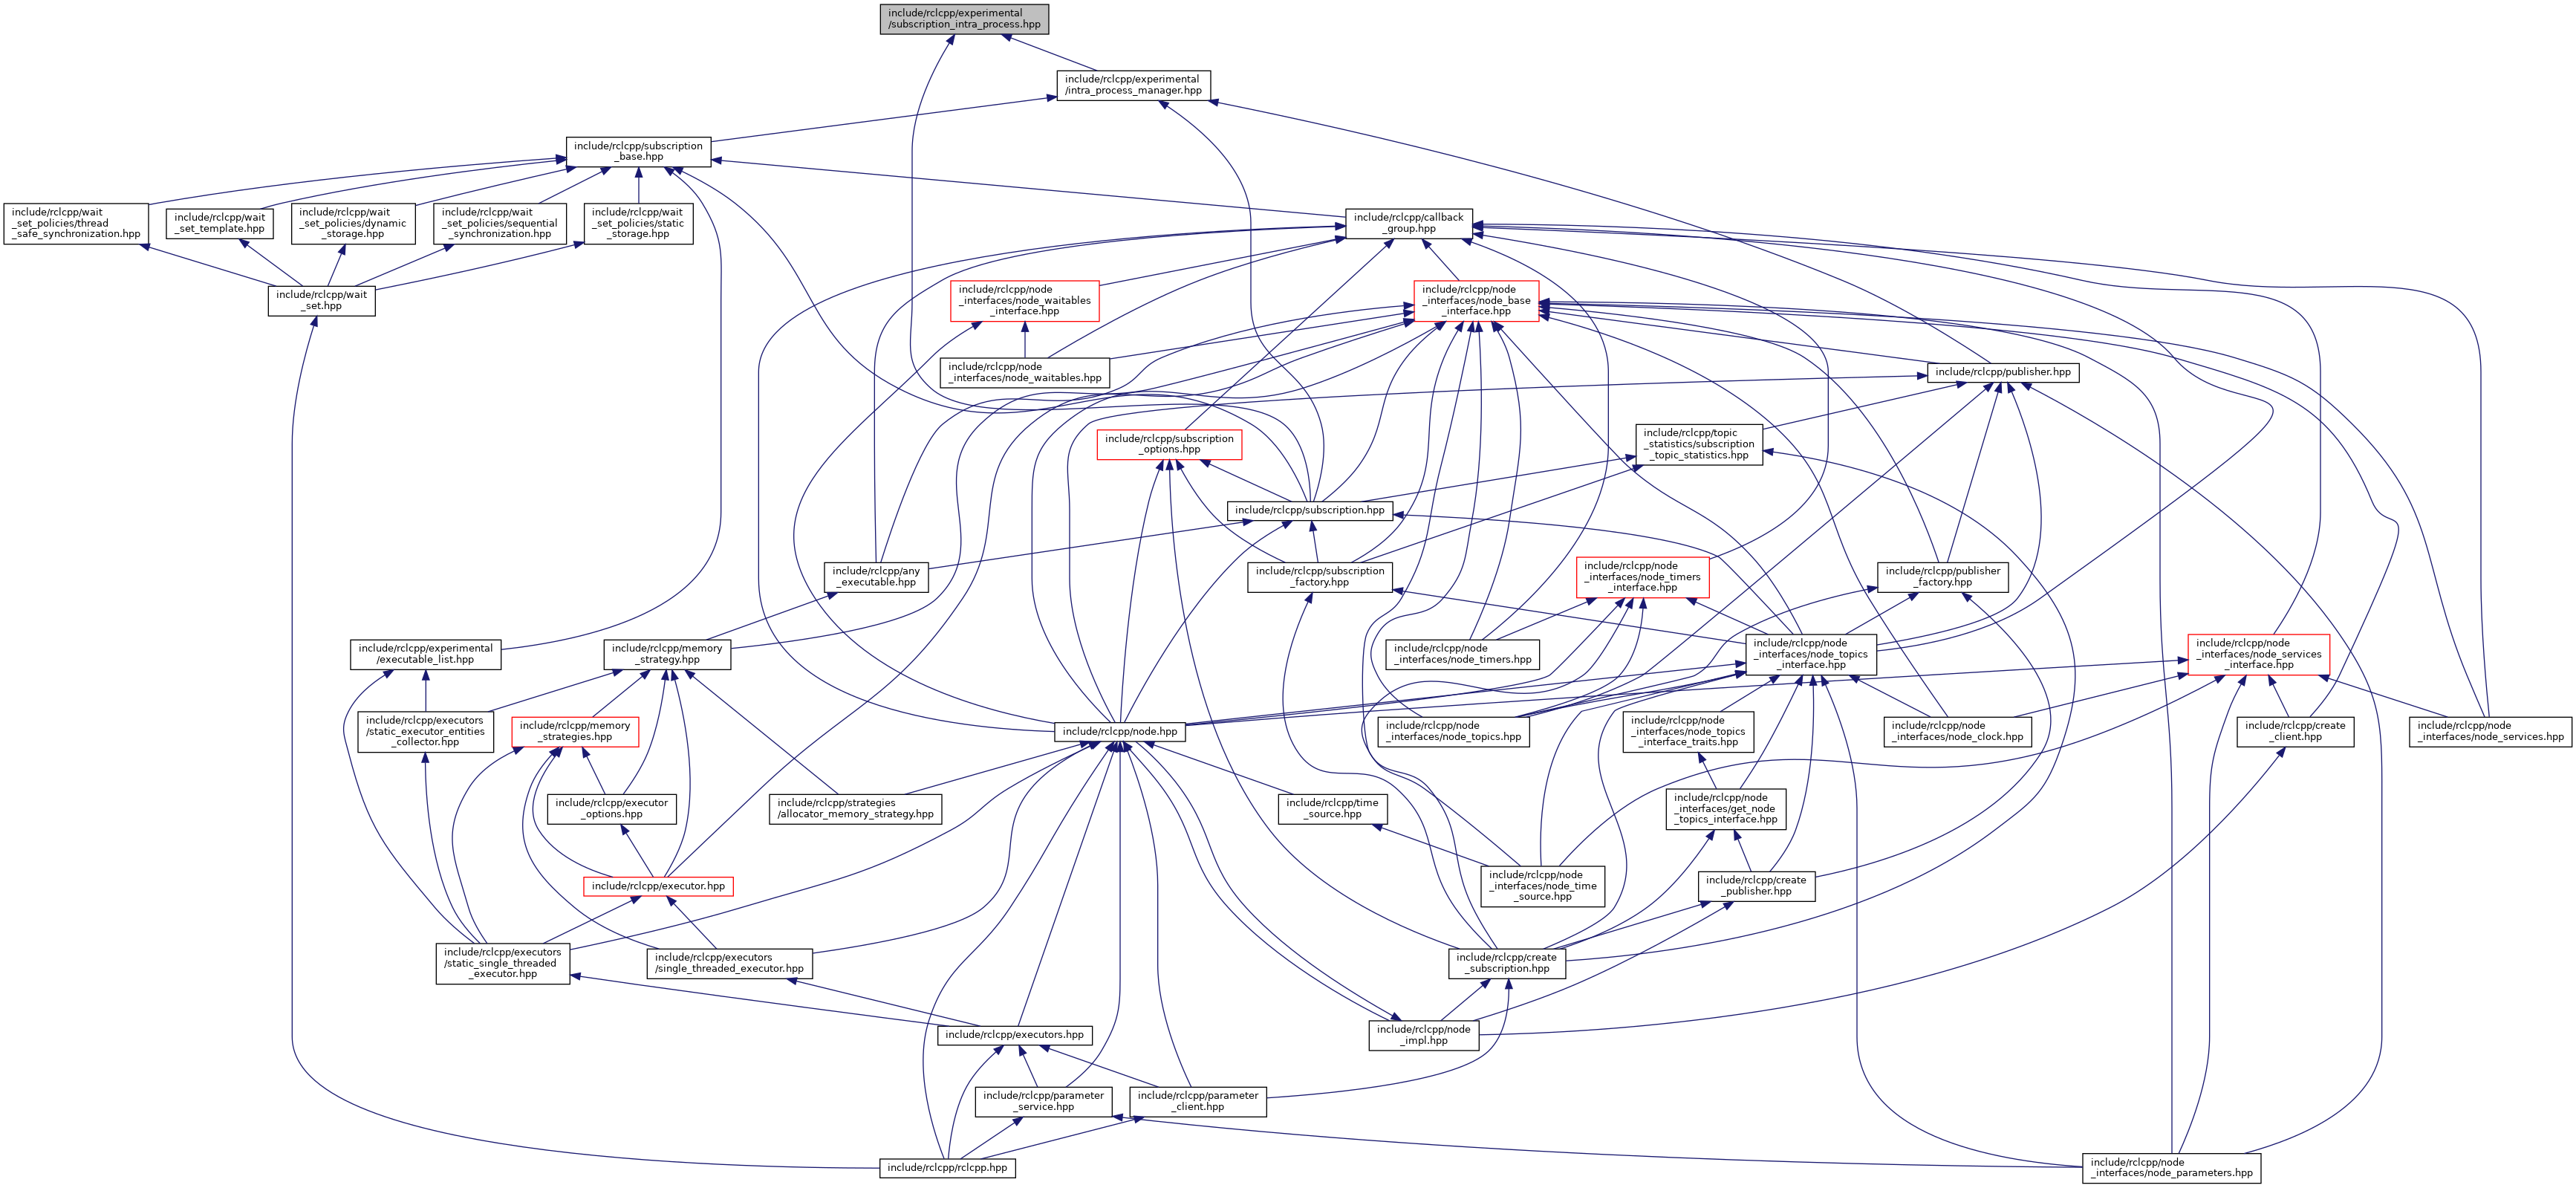 include/rclcpp/experimental
/subscription_intra_process.hpp
include/rclcpp/experimental
/intra_process_manager.hpp
include/rclcpp/subscription
_base.hpp
include/rclcpp/wait
_set_policies/thread
_safe_synchronization.hpp
include/rclcpp/wait
_set_template.hpp
include/rclcpp/wait
_set_policies/dynamic
_storage.hpp
include/rclcpp/wait
_set_policies/sequential
_synchronization.hpp
include/rclcpp/wait
_set_policies/static
_storage.hpp
include/rclcpp/callback
_group.hpp
include/rclcpp/wait
_set.hpp
include/rclcpp/node
_interfaces/node_waitables
_interface.hpp
include/rclcpp/node
_interfaces/node_base
_interface.hpp
include/rclcpp/node
_interfaces/node_waitables.hpp
include/rclcpp/publisher.hpp
include/rclcpp/subscription
_options.hpp
include/rclcpp/topic
_statistics/subscription
_topic_statistics.hpp
include/rclcpp/subscription.hpp
include/rclcpp/any
_executable.hpp
include/rclcpp/subscription
_factory.hpp
include/rclcpp/node
_interfaces/node_timers
_interface.hpp
include/rclcpp/publisher
_factory.hpp
include/rclcpp/experimental
/executable_list.hpp
include/rclcpp/memory
_strategy.hpp
include/rclcpp/node
_interfaces/node_timers.hpp
include/rclcpp/node
_interfaces/node_topics
_interface.hpp
include/rclcpp/node
_interfaces/node_services
_interface.hpp
include/rclcpp/executors
/static_executor_entities
_collector.hpp
include/rclcpp/memory
_strategies.hpp
include/rclcpp/node.hpp
include/rclcpp/node
_interfaces/node_topics.hpp
include/rclcpp/node
_interfaces/node_topics
_interface_traits.hpp
include/rclcpp/node
_interfaces/node_clock.hpp
include/rclcpp/create
_client.hpp
include/rclcpp/node
_interfaces/node_services.hpp
include/rclcpp/executor
_options.hpp
include/rclcpp/strategies
/allocator_memory_strategy.hpp
include/rclcpp/time
_source.hpp
include/rclcpp/node
_interfaces/get_node
_topics_interface.hpp
include/rclcpp/executor.hpp
include/rclcpp/node
_interfaces/node_time
_source.hpp
include/rclcpp/create
_publisher.hpp
include/rclcpp/executors
/static_single_threaded
_executor.hpp
include/rclcpp/executors
/single_threaded_executor.hpp
include/rclcpp/create
_subscription.hpp
include/rclcpp/executors.hpp
include/rclcpp/node
_impl.hpp
include/rclcpp/parameter
_service.hpp
include/rclcpp/parameter
_client.hpp
include/rclcpp/rclcpp.hpp
include/rclcpp/node
_interfaces/node_parameters.hpp